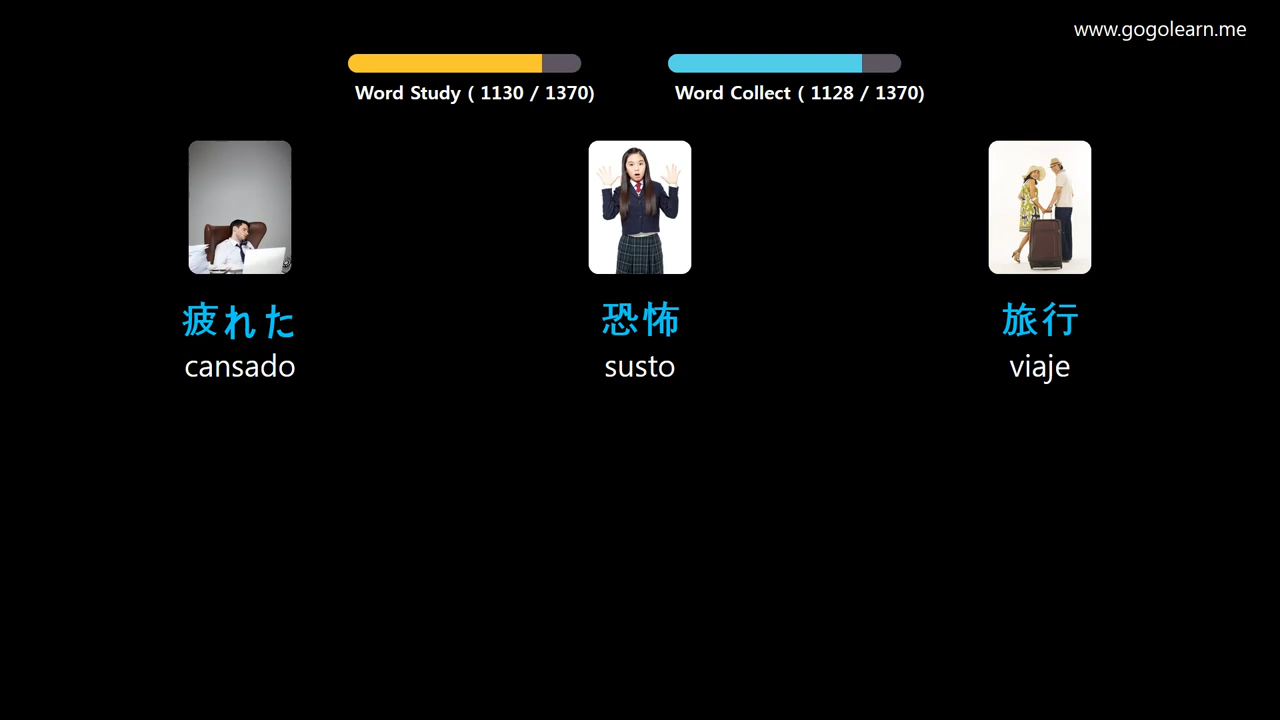 www.gogolearn.me
Word Study ( 1130 / 1370)
Word Collect ( 1128 / 1370)
疲れた
恐怖
旅行
cansado
susto
viaje